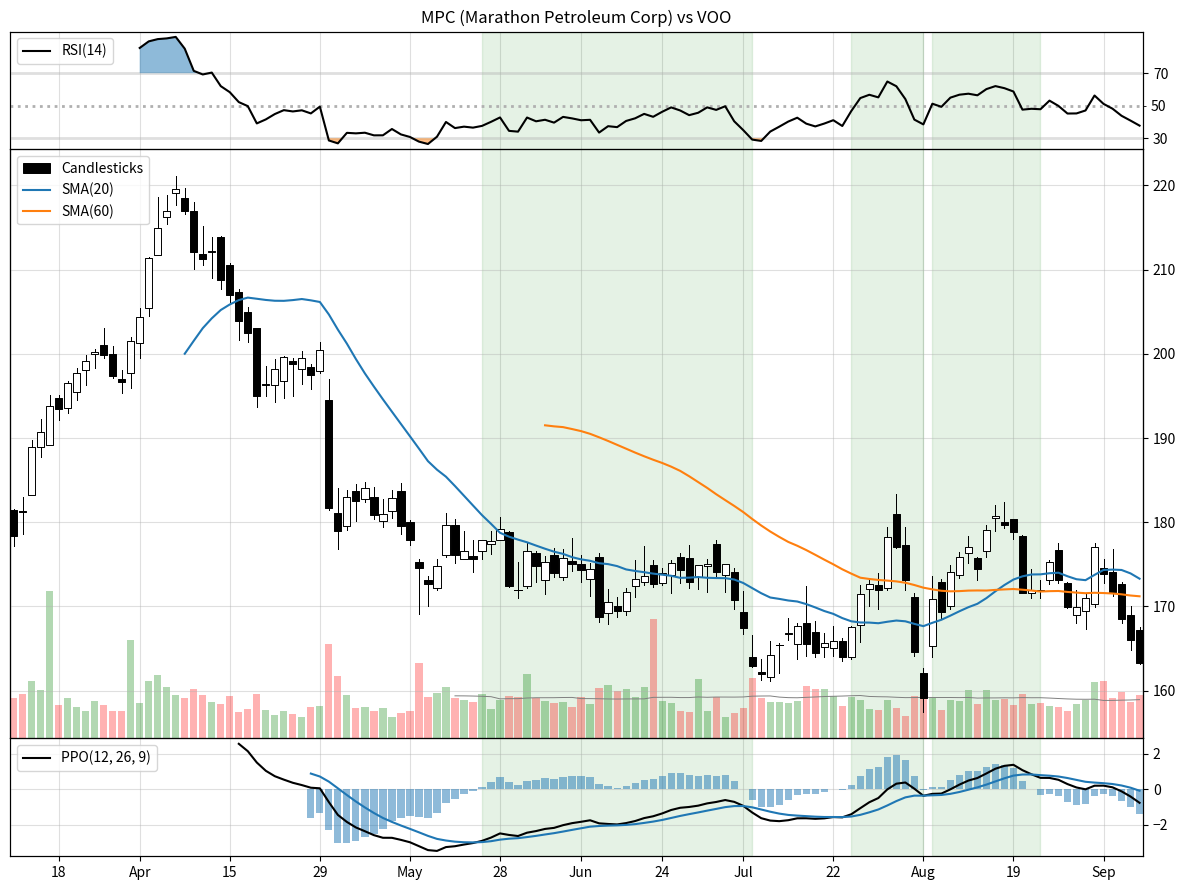 MPC (Marathon Petroleum Corp) vs VOO
RSI(14)
70
50
30
Candlesticks
SMA(20)
SMA(60)
220
210
200
190
180
170
160
PPO(12, 26, 9)
2
0
−2
18 Apr 15 29 May 28 Jun 24 Jul 22 Aug 19 Sep